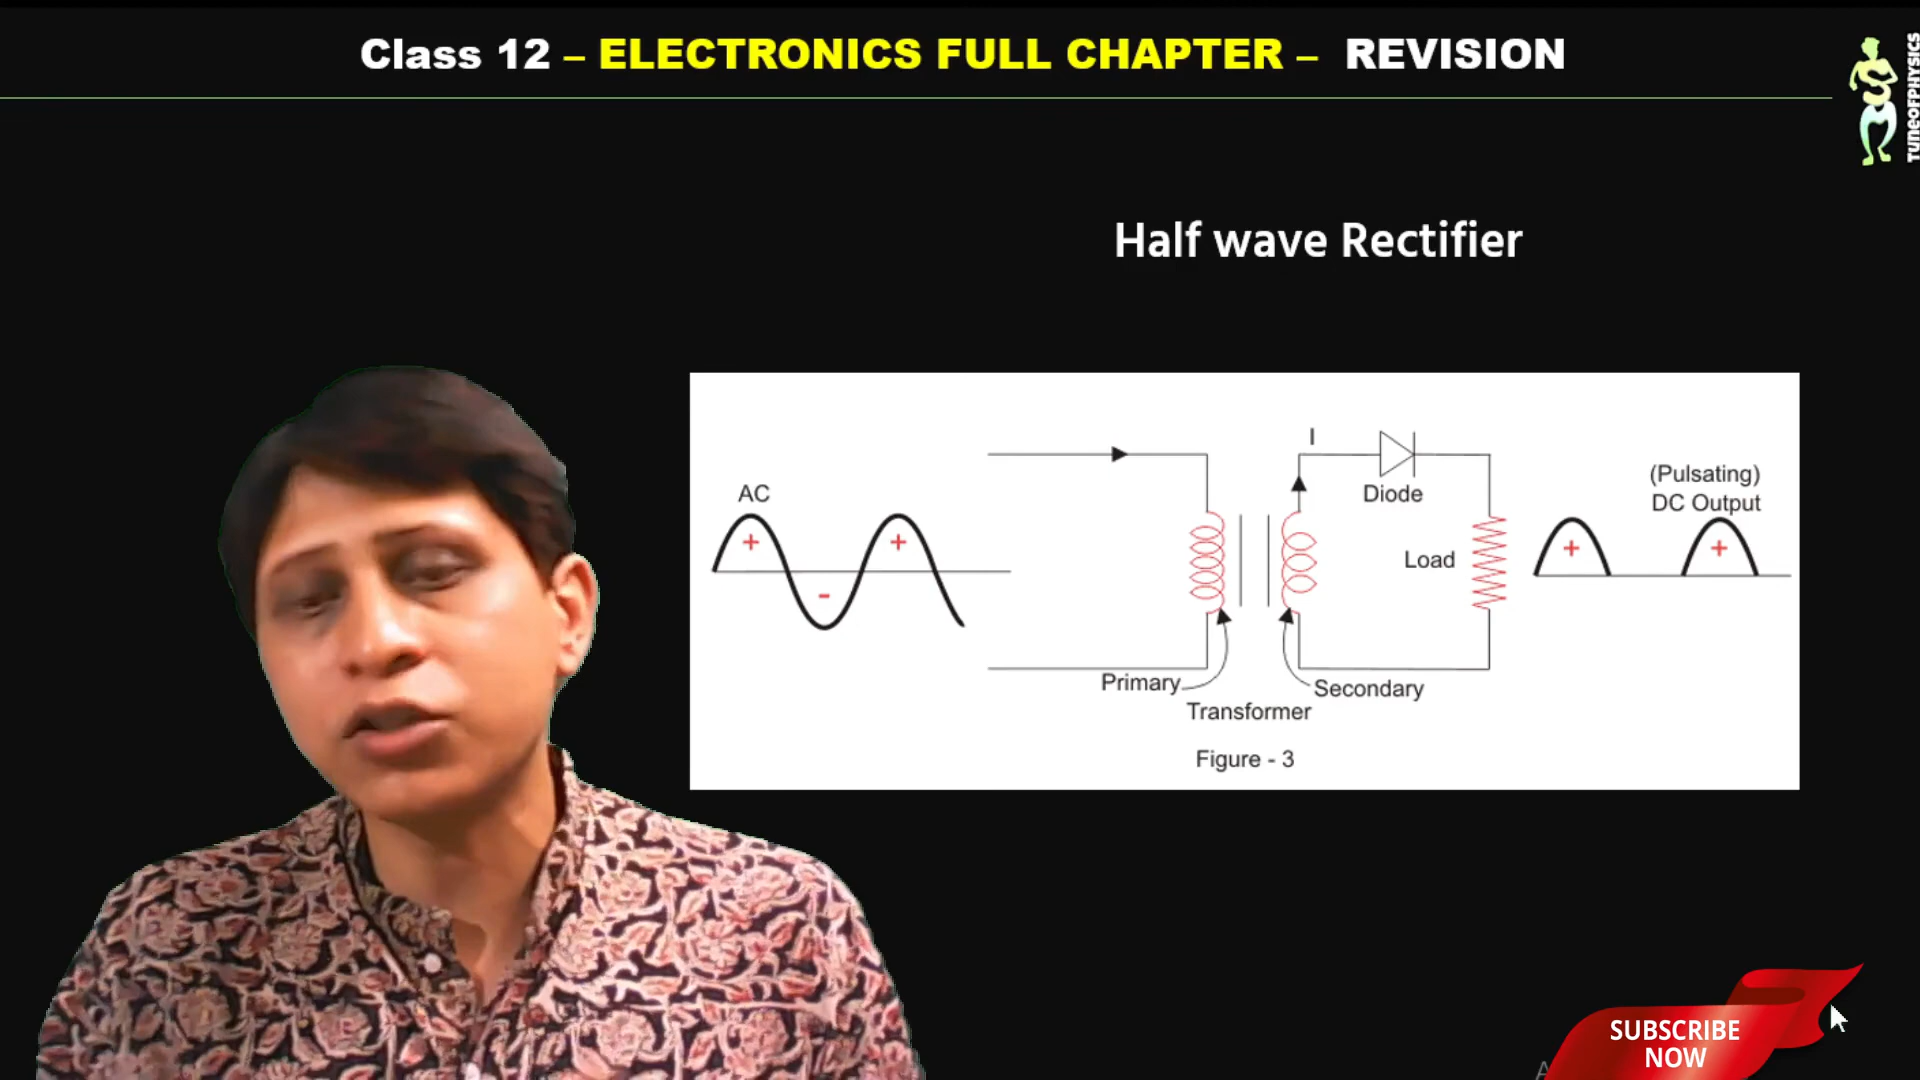 Class 12 – ELECTRONICS FULL CHAPTER – REVISION
TUNEOFPHYSICS
Half wave Rectifier
I
(Pulsating)
DC Output
AC
Diode
+
+
-
Load
+
+
Primary
Secondary
Transformer
Figure - 3
SUBSCRIBE
NOW
A